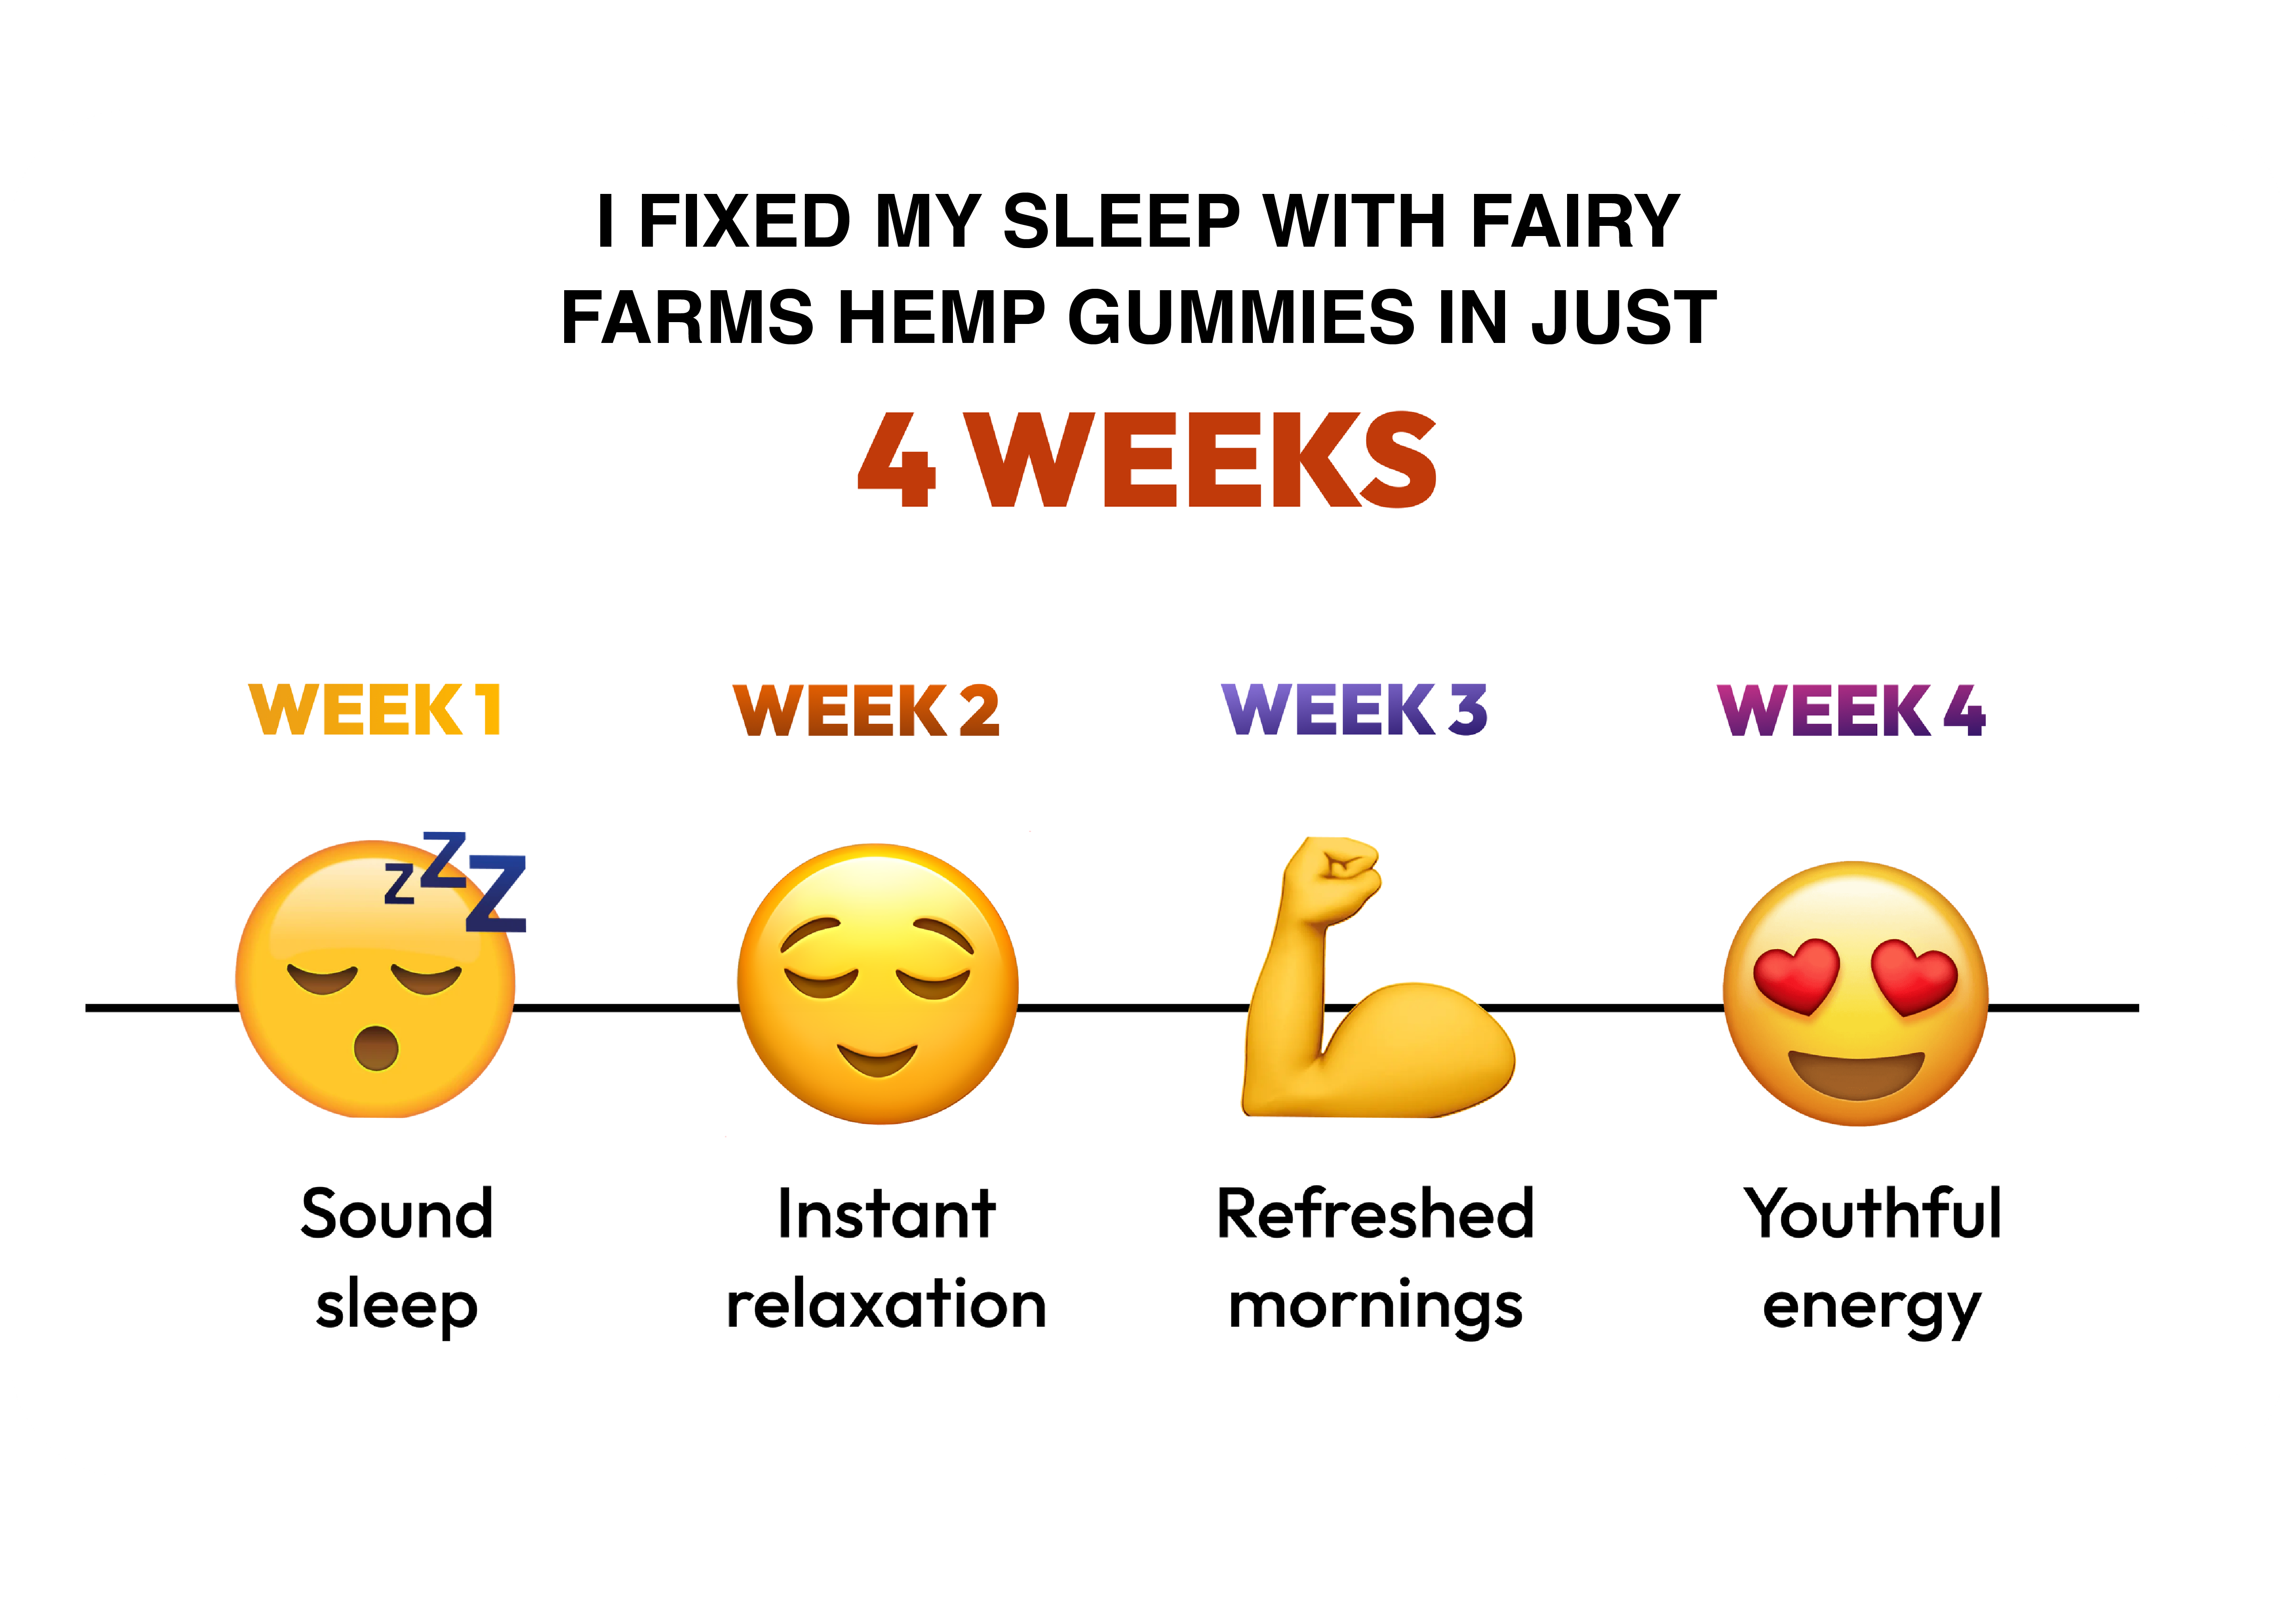 I FIXED MY SLEEP WITH FAIRY
FARMS HEMP GUMMIES IN JUST
4 WEEKS
WEEK 1
WEEK 2
WEEK 3
WEEK 4
z Z Z
Sound
sleep
Instant
relaxation
Refreshed
mornings
Youthful
energy